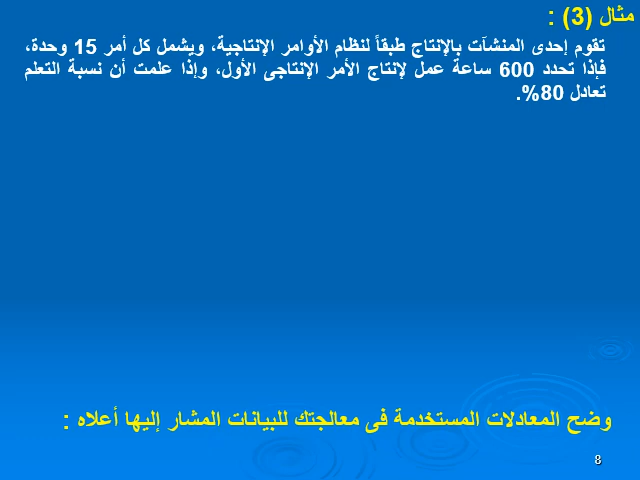 مثال (3) :
تقوم إحدى المنشآت بالإنتاج طبقاً لنظام الأوامر الإنتاجية، ويشمل كل أمر 15 وحدة،
فإذا تحدد 600 ساعة عمل لإنتاج الأمر الإنتاجى الأول، وإذا علمت أن نسبة التعلم
تعادل 80%.
وضح المعادلات المستخدمة فى معالجتك للبيانات المشار إليها أعلاه :
8